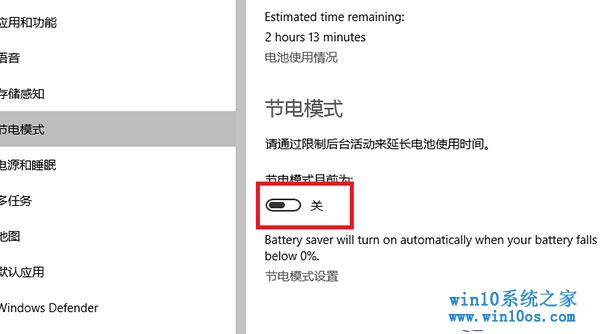 应用和功能
语音
存储感知
节电模式
电源和睡眠
多任务
地图
默认应用
Windows Defender
Estimated time remaining:
2 hours 13 minutes
电池使用情况
节电模式
请通过限制后台活动来延长电池使用时间。
节电模式目前为:
关
Battery saver will turn on automatically when your battery falls
below 0%.
节电模式设置
win10系统之家
www.win10os.com